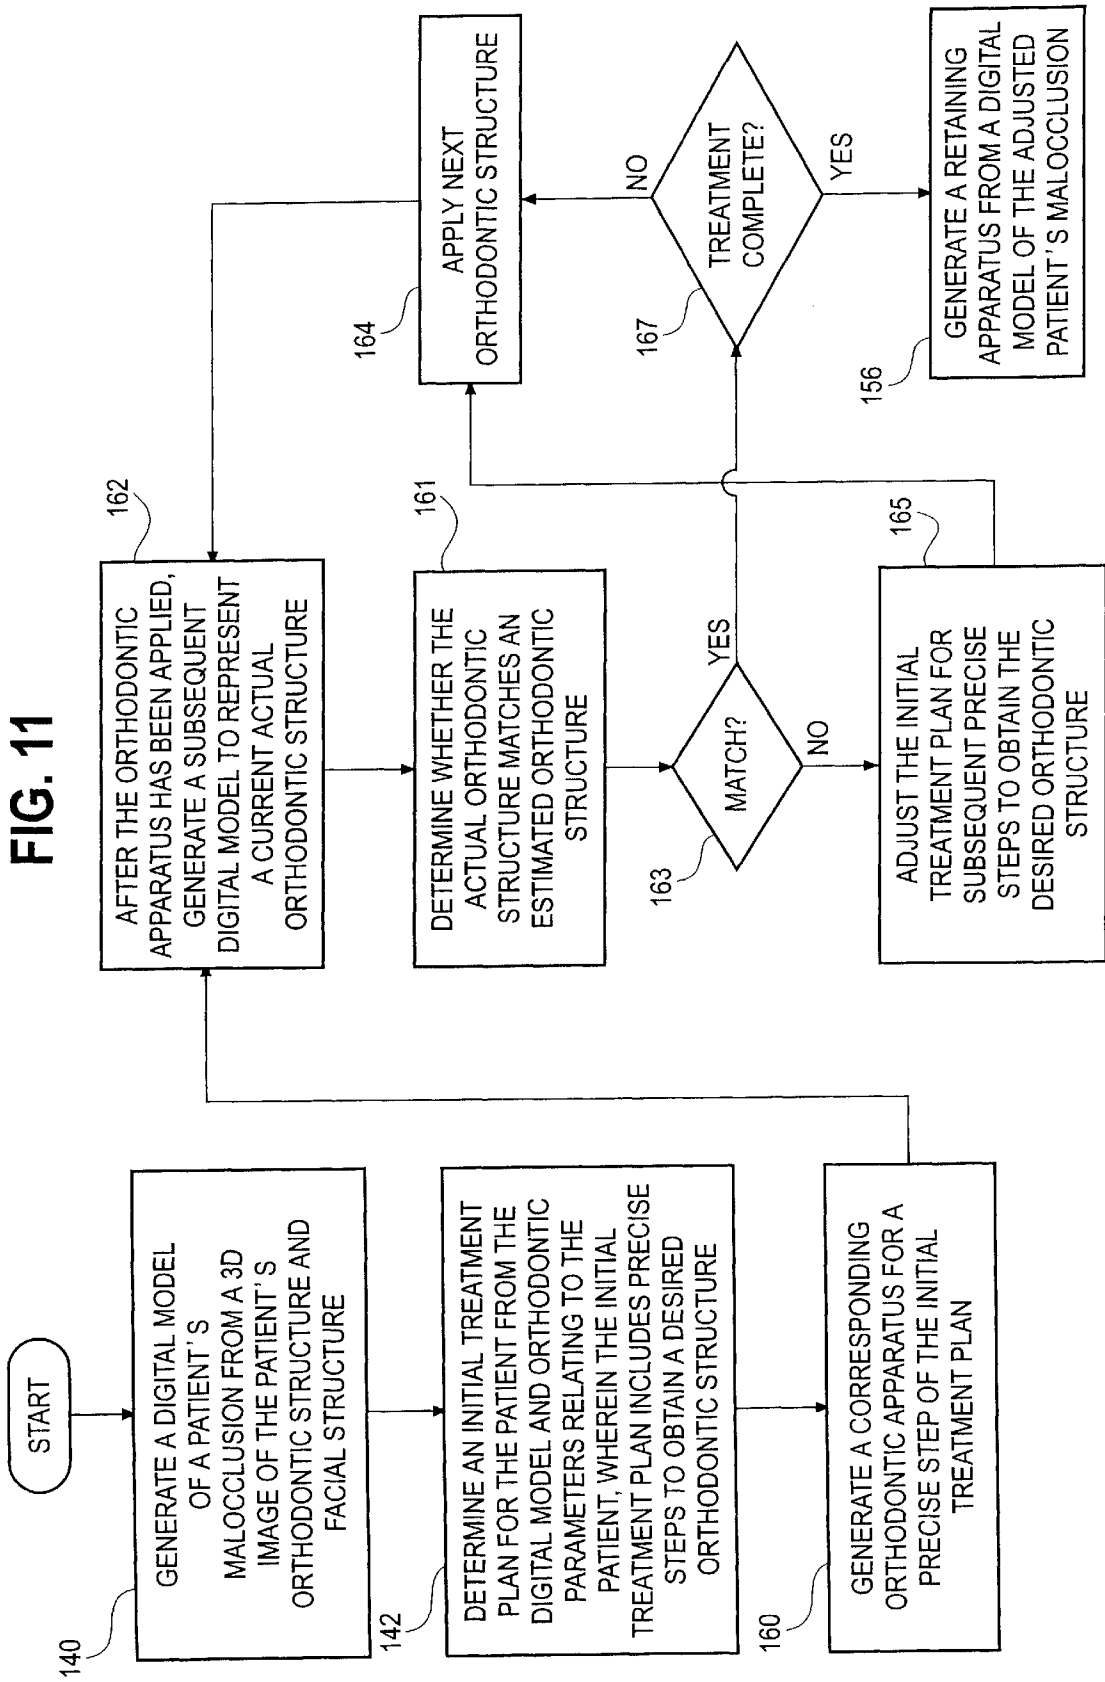 FIG. 11
START
140
GENERATE A DIGITAL MODEL
OF A PATIENT'S
MALOCCLUSION FROM A 3D
IMAGE OF THE PATIENT'S
ORTHODONTIC STRUCTURE AND
FACIAL STRUCTURE
142
DETERMINE AN INITIAL TREATMENT
PLAN FOR THE PATIENT FROM THE
DIGITAL MODEL AND ORTHODONTIC
PARAMETERS RELATING TO THE
PATIENT, WHEREIN THE INITIAL
TREATMENT PLAN INCLUDES PRECISE
STEPS TO OBTAIN A DESIRED
ORTHODONTIC STRUCTURE
160
GENERATE A CORRESPONDING
ORTHODONTIC APPARATUS FOR A
PRECISE STEP OF THE INITIAL
TREATMENT PLAN
162
AFTER THE ORTHODONTIC
APPARATUS HAS BEEN APPLIED,
GENERATE A SUBSEQUENT
DIGITAL MODEL TO REPRESENT
A CURRENT ACTUAL
ORTHODONTIC STRUCTURE
161
DETERMINE WHETHER THE
ACTUAL ORTHODONTIC
STRUCTURE MATCHES AN
ESTIMATED ORTHODONTIC
STRUCTURE
163
MATCH?
YES
NO
165
ADJUST THE INITIAL
TREATMENT PLAN FOR
SUBSEQUENT PRECISE
STEPS TO OBTAIN THE
DESIRED ORTHODONTIC
STRUCTURE
164
APPLY NEXT
ORTHODONTIC STRUCTURE
NO
167
TREATMENT
COMPLETE?
YES
156
GENERATE A RETAINING
APPARATUS FROM A DIGITAL
MODEL OF THE ADJUSTED
PATIENT'S MALOCCLUSION